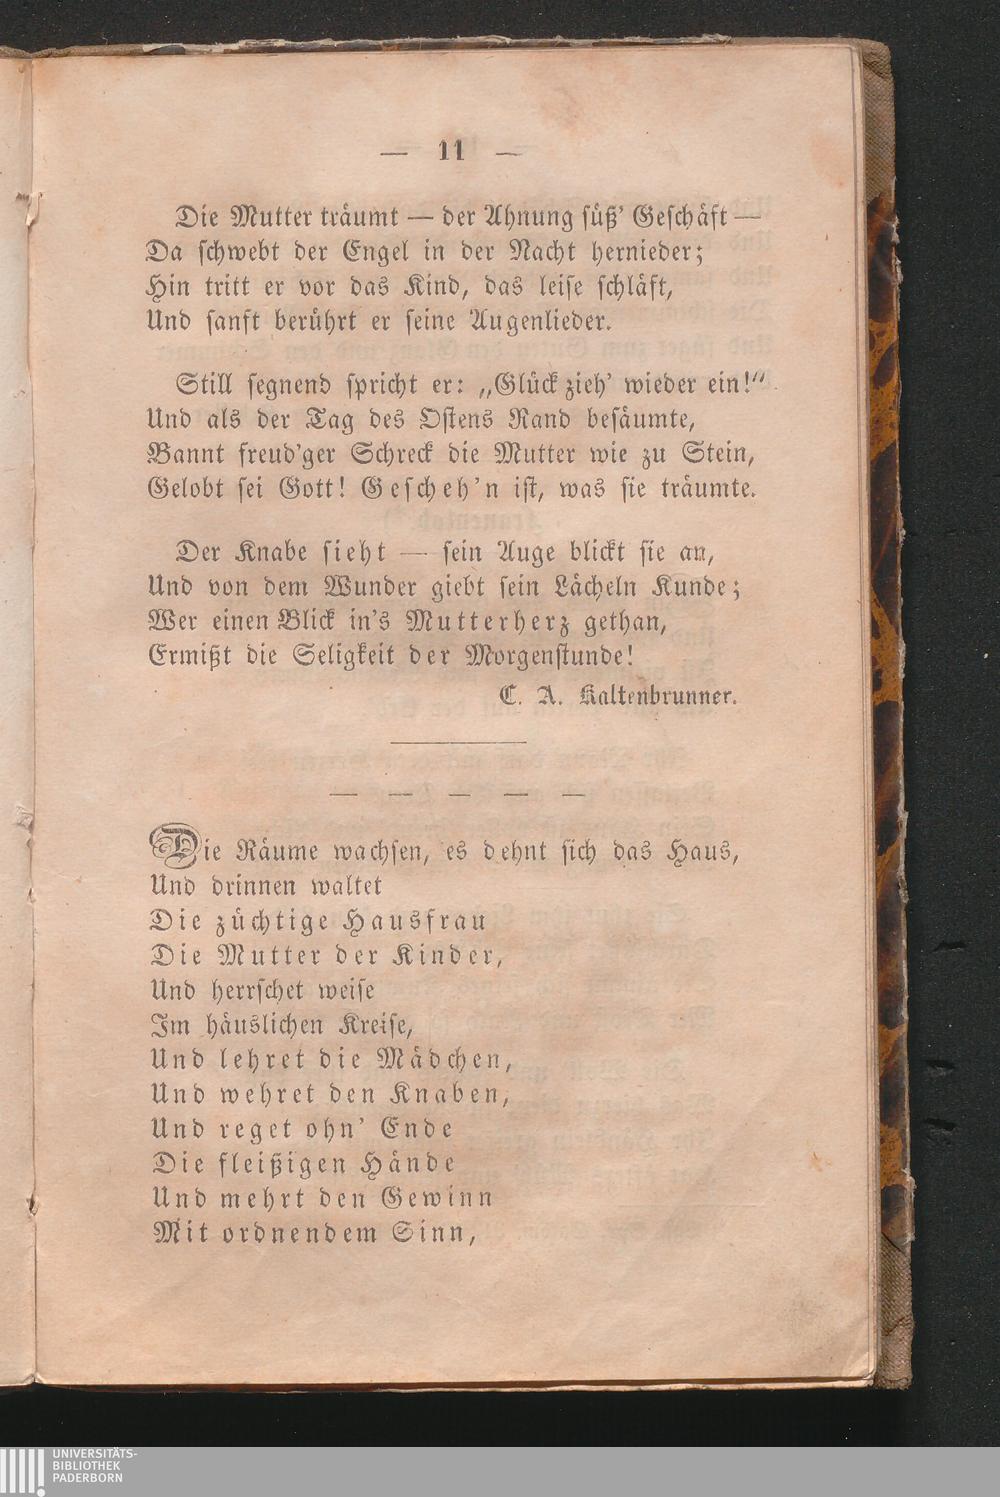 — 11 —
Die Mutter träumt — der Ahnung süß' Geschäft —
Da schwebt der Engel in der Nacht hernieder;
Hin tritt er vor das Kind, das leise schläft,
Und sanft berührt er seine Augenlieder.
Still segnend spricht er: „Glück zieh' wieder ein!“
Und als der Tag des Ostens Rand besäumte,
Bannt freud'ger Schreck die Mutter wie zu Stein,
Gelobt sei Gott! Gescheh'n ist, was sie träumte.
Der Knabe sieht — sein Auge blickt sie an,
Und von dem Wunder giebt sein Lächeln Kunde;
Wer einen Blick in's Mutterherz gethan,
Ermißt die Seligkeit der Morgenstunde!
C. A. Kaltenbrunner.
— — — — —
Die Räume wachsen, es dehnt sich das Haus,
Und drinnen waltet
Die züchtige Hausfrau
Die Mutter der Kinder,
Und herrschet weise
Im häuslichen Kreise,
Und lehret die Mädchen,
Und wehret den Knaben,
Und reget ohn' Ende
Die fleißigen Hände
Und mehrt den Gewinn
Mit ordnendem Sinn,
UNIVERSITÄTS-
BIBLIOTHEK
PADERBORN